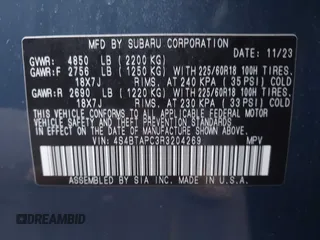 MFD. BY SUBARU CORPORATION DATE: 11/23
GVWR: 4850 LB (2200 KG)
GAWR:F 2756 LB (1250 KG) WITH 225/60R18 100H TIRES.
18X7J RIMS, AT 240 KPA (35 PSI) COLD
GAWR:R 2690 LB (1220 KG) WITH 225/60R18 100H TIRES.
18X7J RIMS, AT 230 KPA (33 PSI) COLD
THIS VEHICLE CONFORMS TO ALL APPLICABLE
FEDERAL MOTOR VEHICLE SAFETY
STANDARDS IN EFFECT ON THE DATE OF
MANUFACTURE SHOWN ABOVE.
VIN: 4S4BTAPC3R3204269 MPV
ASSEMBLED BY SIA INC. MADE IN U.S.A.
DREAMBID
dreambid.com